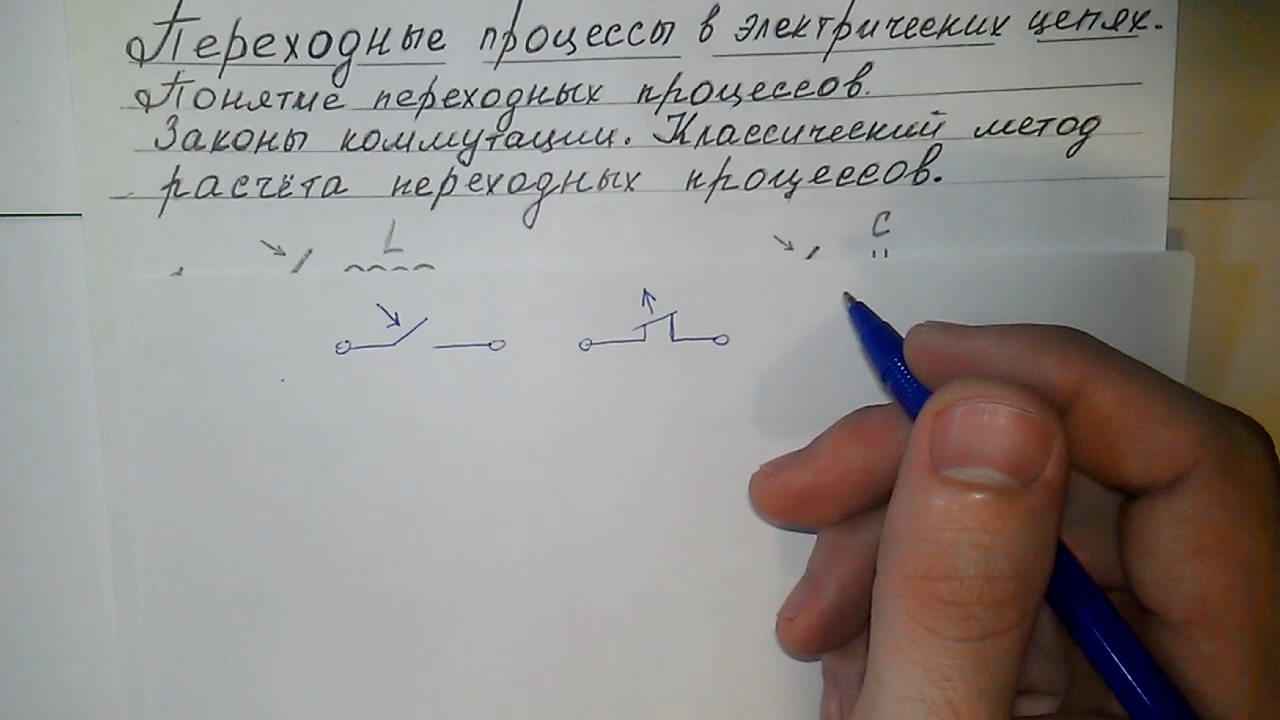 Переходные процессы в электрических цепях.
Понятие переходных процессов.
Законы коммутации. Классический метод
расчёта переходных процессов.
L C